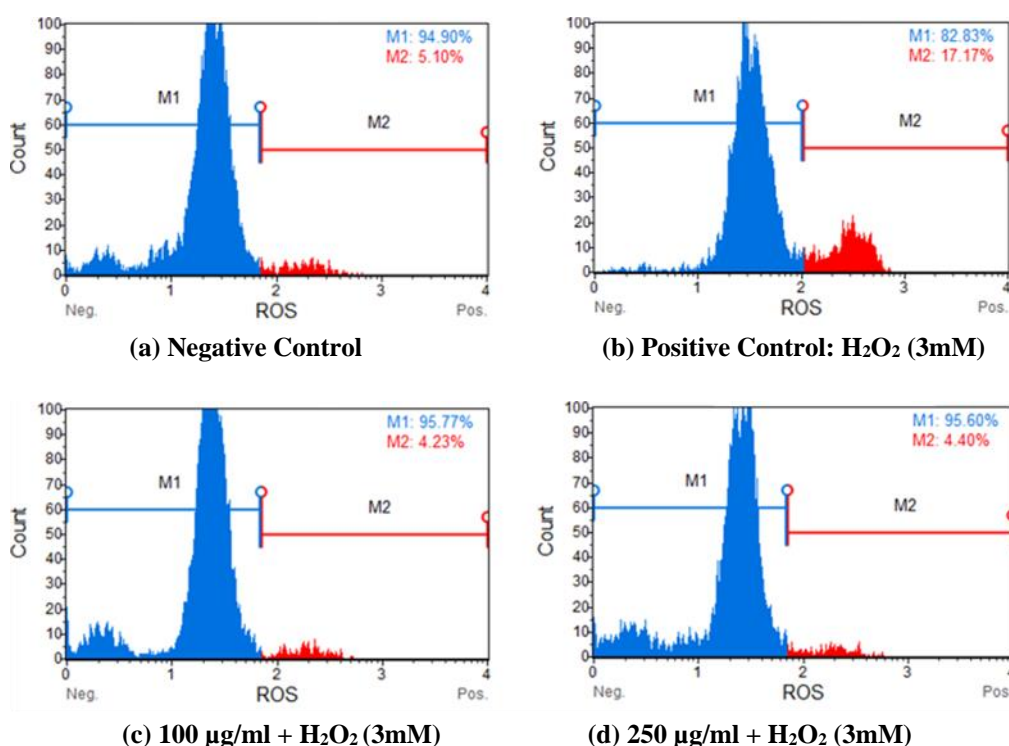 M1: 94.90%
M2: 5.10%
M1
M2
Count
100
90
80
70
60
50
40
30
20
10
0
0 1 2 3 4
Neg. ROS Pos.
(a) Negative Control
M1: 82.83%
M2: 17.17%
M1
M2
Count
100
90
80
70
60
50
40
30
20
10
0
0 1 2 3 4
Neg. ROS Pos.
(b) Positive Control: H₂O₂ (3mM)
M1: 95.77%
M2: 4.23%
M1
M2
Count
100
90
80
70
60
50
40
30
20
10
0
0 1 2 3 4
Neg. ROS Pos.
(c) 100 µg/ml + H₂O₂ (3mM)
M1: 95.60%
M2: 4.40%
M1
M2
Count
100
90
80
70
60
50
40
30
20
10
0
0 1 2 3 4
Neg. ROS Pos.
(d) 250 µg/ml + H₂O₂ (3mM)